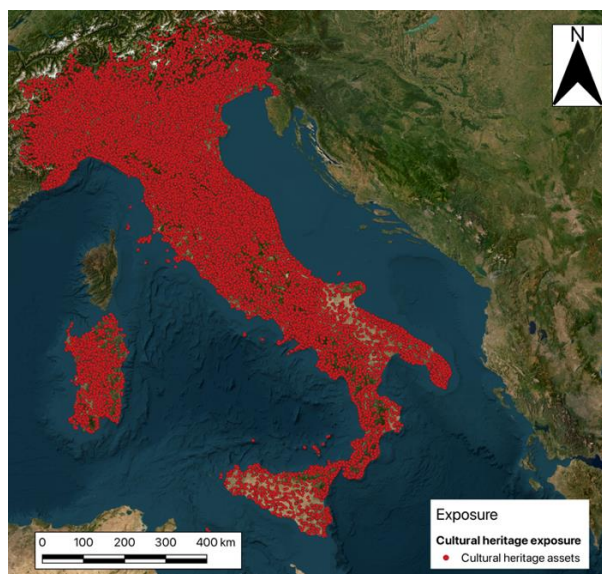 N
0 100 200 300 400 km
Exposure
Cultural heritage exposure
Cultural heritage assets